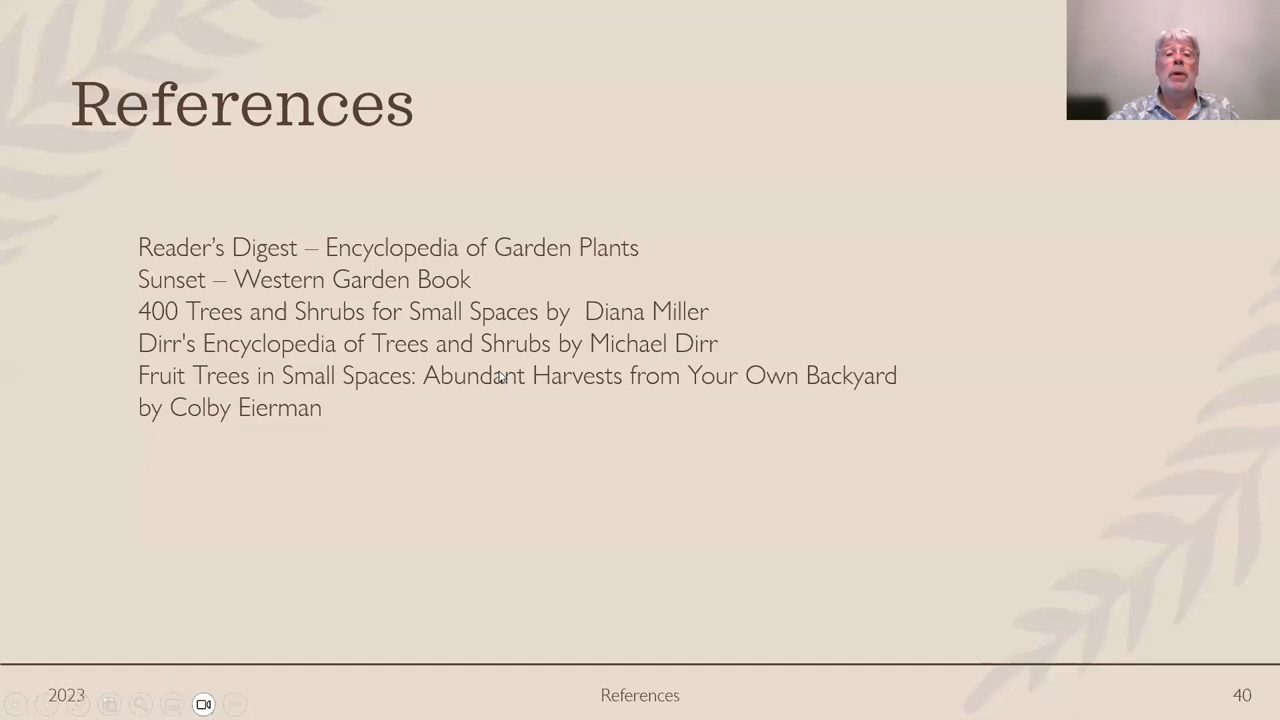 References
Reader’s Digest – Encyclopedia of Garden Plants
Sunset – Western Garden Book
400 Trees and Shrubs for Small Spaces by  Diana Miller
Dirr's Encyclopedia of Trees and Shrubs by Michael Dirr
Fruit Trees in Small Spaces: Abundant Harvests from Your Own Backyard
by Colby Eierman
2023
References
40